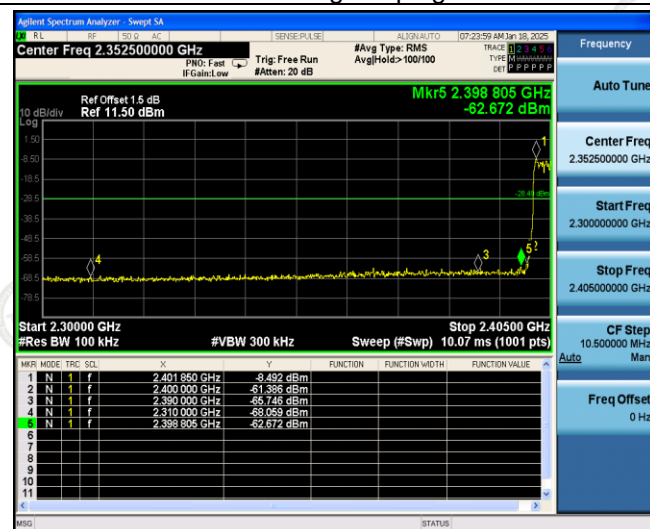 Agilent Spectrum Analyzer - Swept SA
RL RF 50 Ω AC SENSE:PULSE ALIGN AUTO 07:23:59 AM Jan 18, 2025
Center Freq 2.352500000 GHz
PNO: Fast
IFGain:Low
Trig: Free Run
#Atten: 20 dB
#Avg Type: RMS
Avg|Hold:>100/100
TRACE 1 2 3 4 5 6
TYPE M
DET P P P P P P
Frequency
Auto Tune
Ref Offset 1.5 dB
Ref 11.50 dBm
10 dB/div
Log
Mkr5 2.398 805 GHz
-62.672 dBm
1.50
-8.50
-18.5
-28.5
-38.5
-48.5
-58.5
-68.5
-78.5
-28.49 dBm
1
4
3
5
2
Center Freq
2.352500000 GHz
Start Freq
2.300000000 GHz
Stop Freq
2.405000000 GHz
CF Step
10.500000 MHz
Auto Man
Freq Offset
0 Hz
Start 2.30000 GHz Stop 2.40500 GHz
#Res BW 100 kHz #VBW 300 kHz Sweep (#Swp) 10.07 ms (1001 pts)
MKR MODE TRC SCL X Y FUNCTION FUNCTION WIDTH FUNCTION VALUE
1 N 1 f 2.401 850 GHz -8.492 dBm
2 N 1 f 2.400 000 GHz -61.386 dBm
3 N 1 f 2.390 000 GHz -65.746 dBm
4 N 1 f 2.310 000 GHz -68.059 dBm
5 N 1 f 2.398 805 GHz -62.672 dBm
6
7
8
9
10
11
MSG STATUS